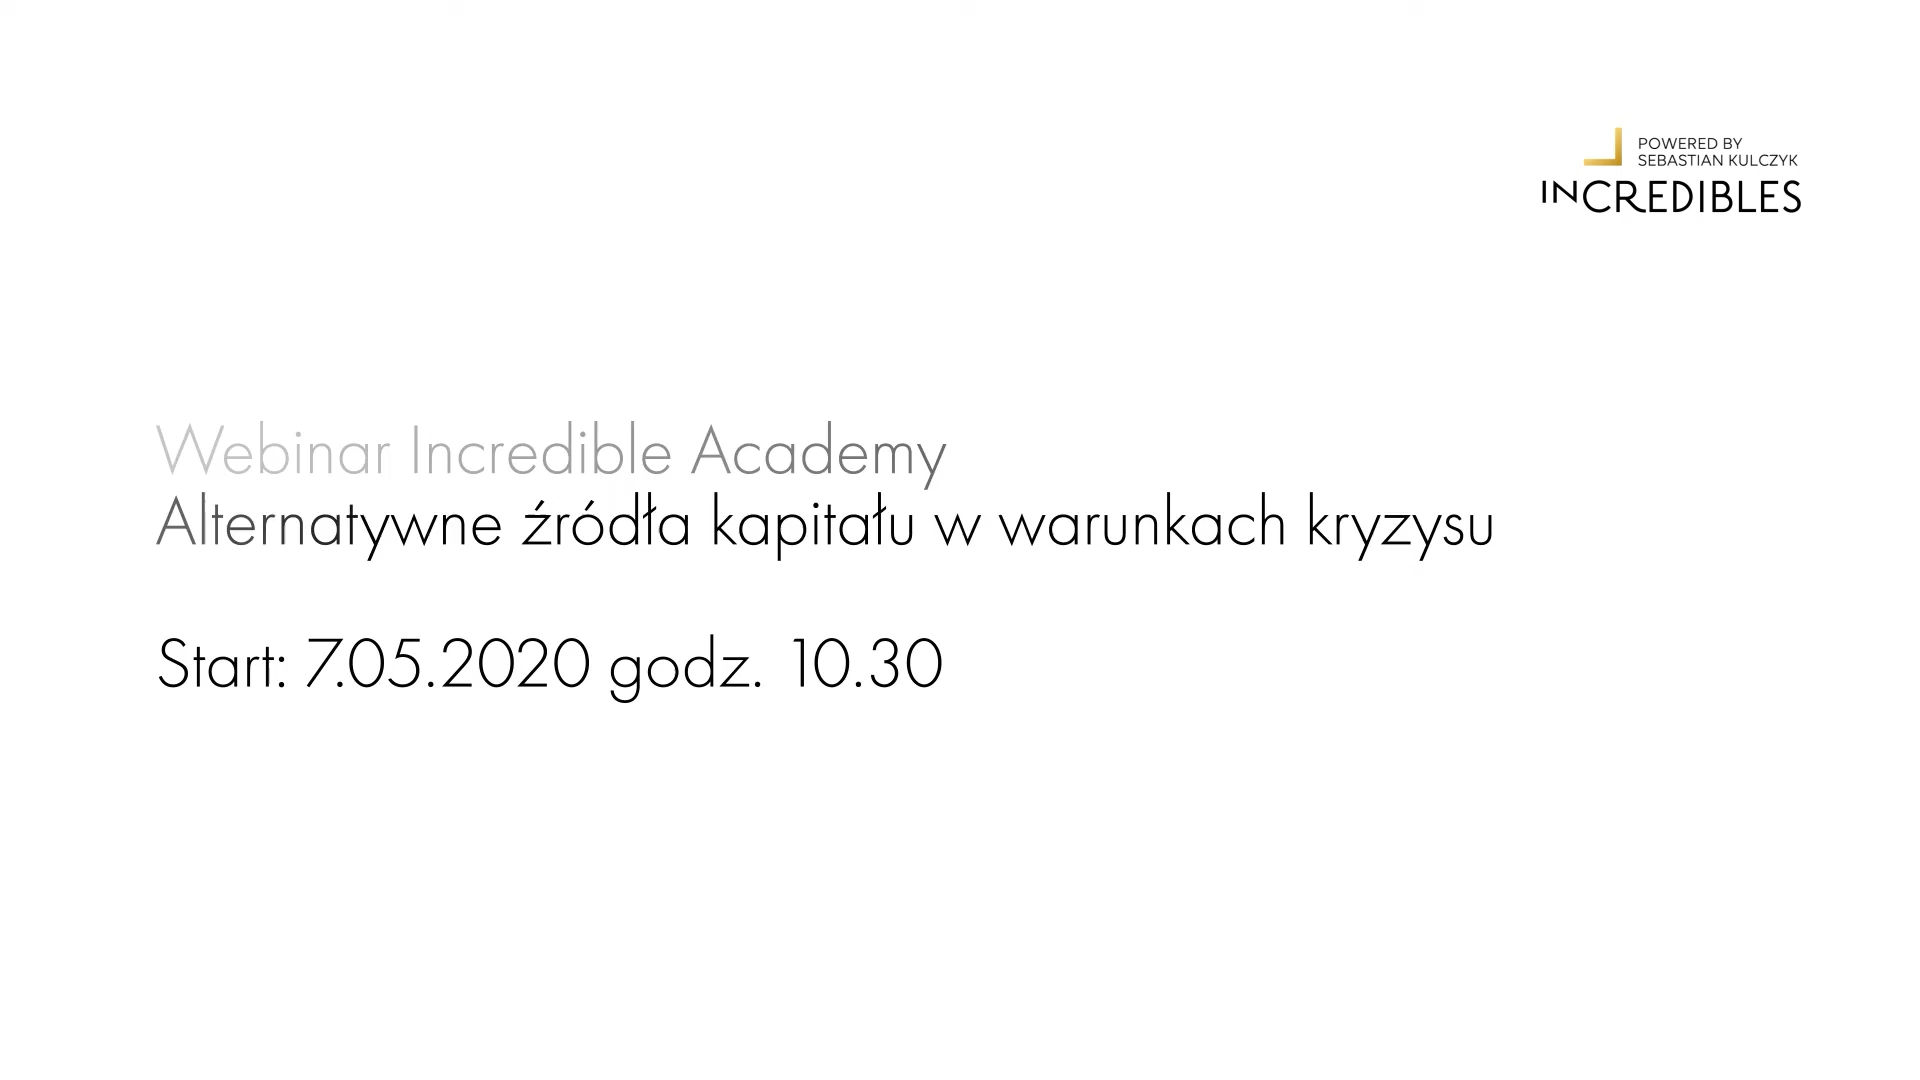 POWERED BY
SEBASTIAN KULCZYK
INCREDIBLES
Webinar Incredible Academy
Alternatywne źródła kapitału w warunkach kryzysu
Start: 7.05.2020 godz. 10.30